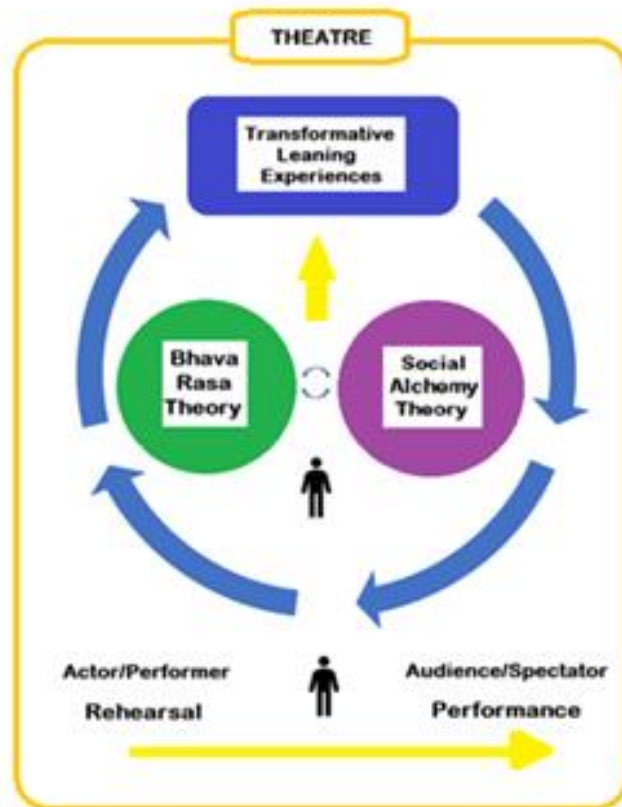 THEATRE
Transformative
Leaning
Experiences
Bhava
Rasa
Theory
Social
Alchemy
Theory
Actor/Performer
Rehearsal
Audience/Spectator
Performance